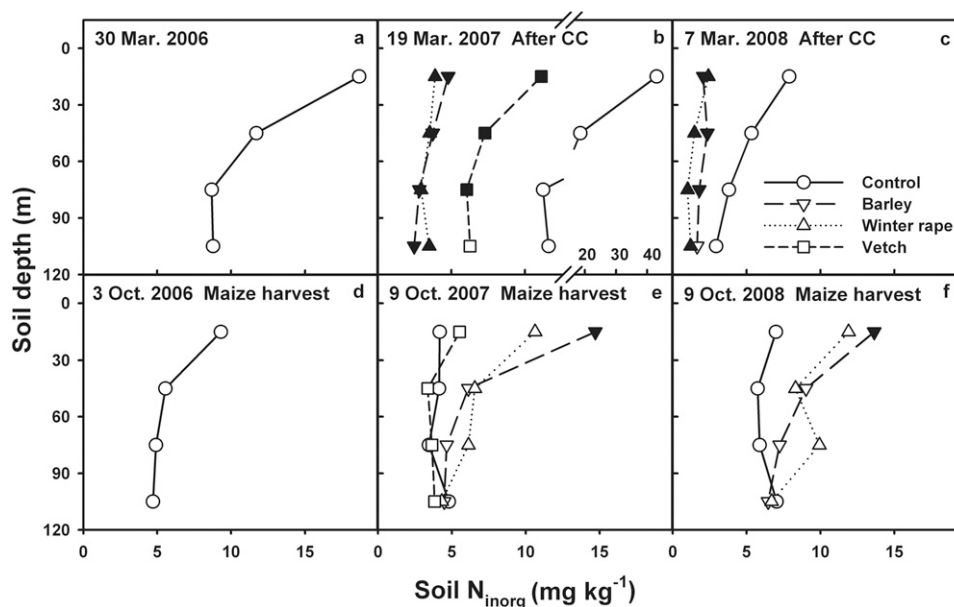 30 Mar. 2006 a
19 Mar. 2007 After CC b
7 Mar. 2008 After CC c
0
30
60
90
120
Control
Barley
Winter rape
Vetch
20 40
3 Oct. 2006 Maize harvest d
9 Oct. 2007 Maize harvest e
9 Oct. 2008 Maize harvest f
0
30
60
90
120
0 5 10 15 0 5 10 15 0 5 10 15
Soil depth (m)
Soil N inorg (mg kg-1)